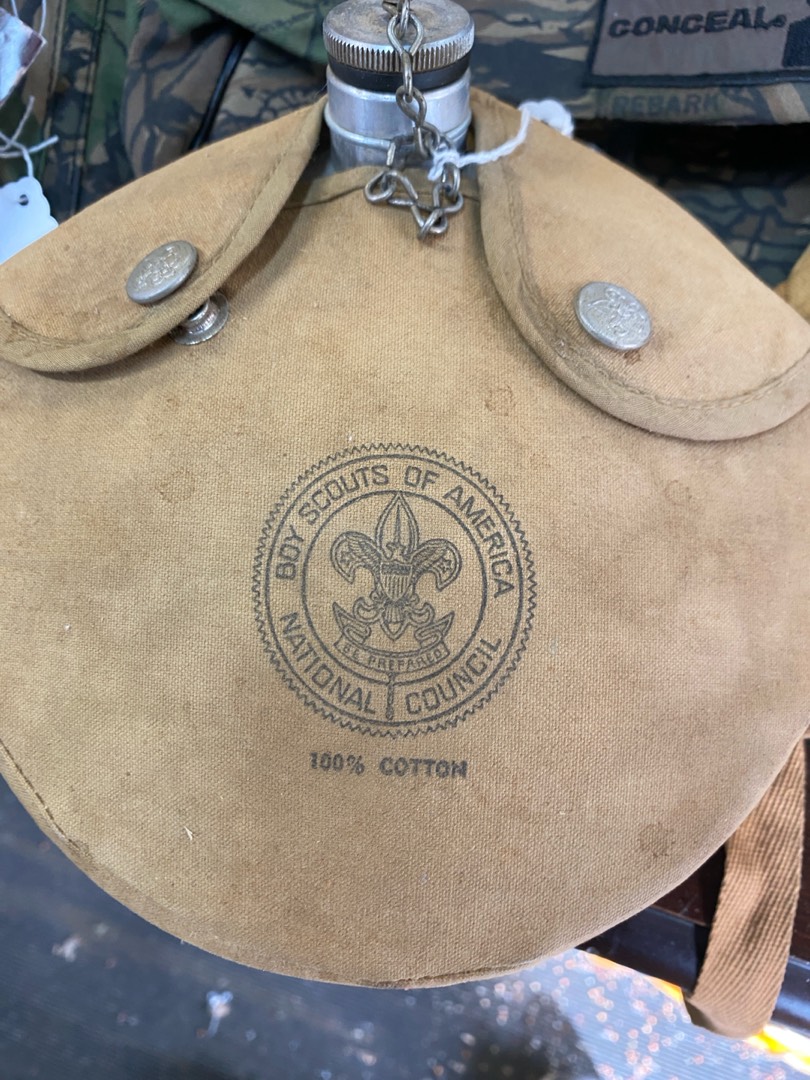 CONCEAL®
REBARK
BOY SCOUTS OF AMERICA
BE PREPARED
NATIONAL COUNCIL
100% COTTON